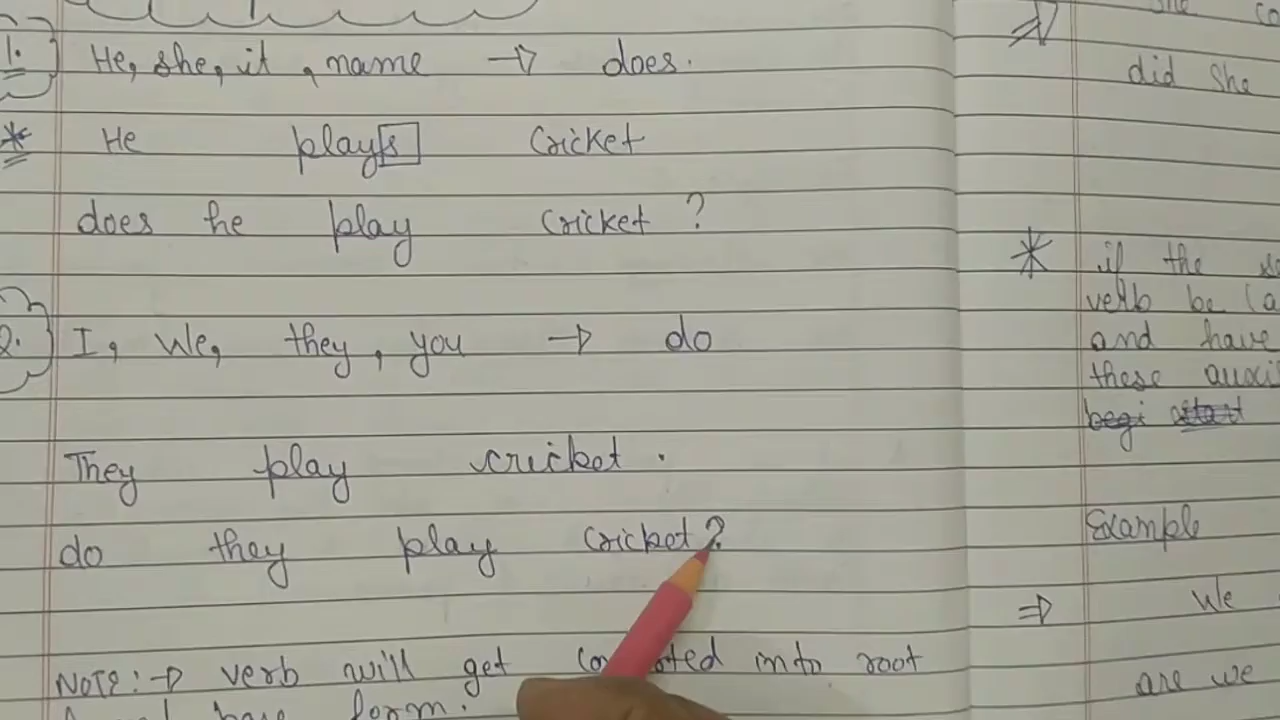 1. He, she, it, name → does.
* He plays cricket
does he play cricket ?
2. I, We, they, you → do
They play cricket .
do they play cricket ?
NOTE : → verb will get into root
form.
did she
* if the
verb be
and have
these
Example
⇒ We
are we